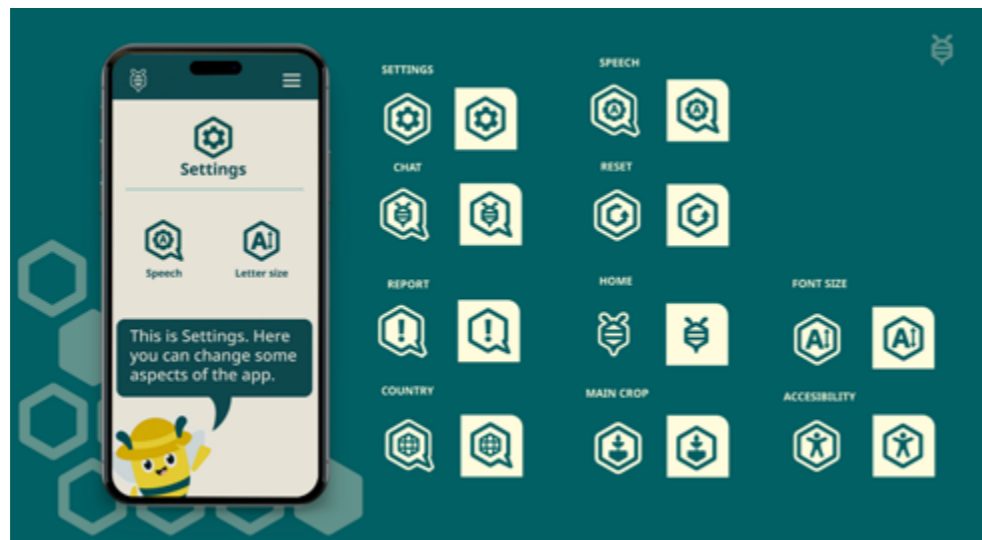 Settings
Speech
Letter size
This is Settings. Here
you can change some
aspects of the app.
SETTINGS
SPEECH
CHAT
RESET
REPORT
HOME
FONT SIZE
A
A
COUNTRY
MAIN CROP
ACCESIBILITY